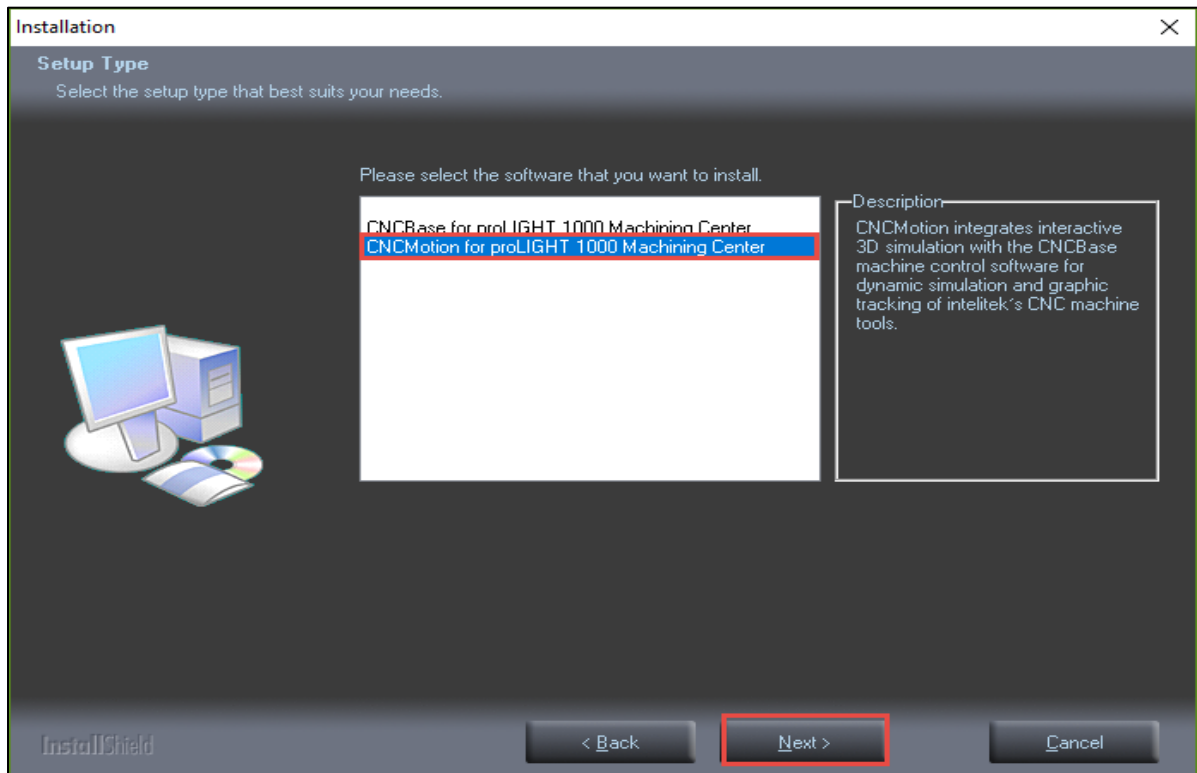 Installation
Setup Type
Select the setup type that best suits your needs.
Please select the software that you want to install.
CNCBase for proLIGHT 1000 Machining Center
CNCMotion for proLIGHT 1000 Machining Center
Description
CNCMotion integrates interactive
3D simulation with the CNCBase
machine control software for
dynamic simulation and graphic
tracking of intelitek´s CNC machine
tools.
InstallShield
< Back
Next >
Cancel